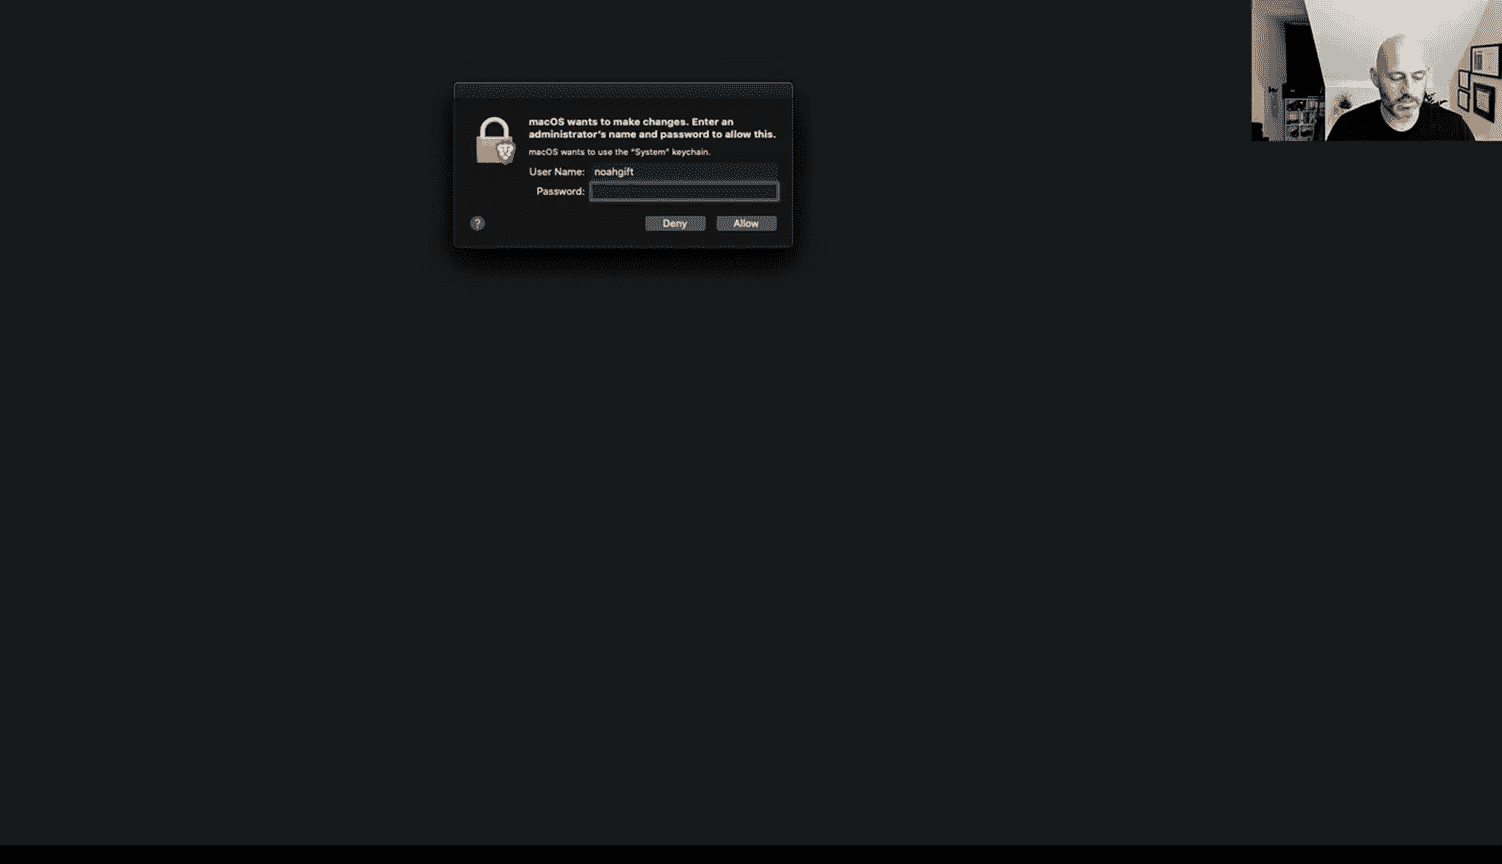 macOS wants to make changes. Enter an
administrator's name and password to allow this.
macOS wants to use the "System" keychain.
User Name: noahgift
Password:
? Deny Allow